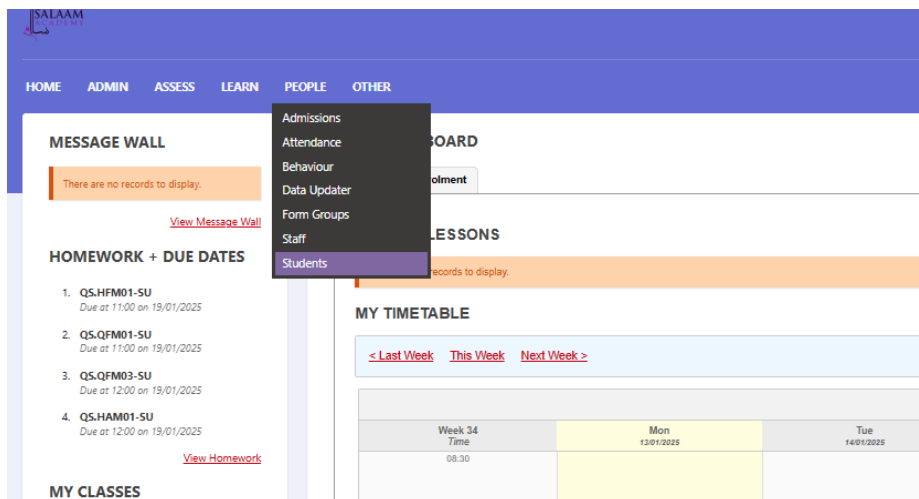 SALAAM
ACADEMY
HOME ADMIN ASSESS LEARN PEOPLE OTHER
Admissions
Attendance
Behaviour
Data Updater
Form Groups
Staff
Students
MESSAGE WALL
There are no records to display.
View Message Wall
HOMEWORK + DUE DATES
1. QS.HFM01-SU
Due at 11:00 on 19/01/2025
2. QS.QFM01-SU
Due at 11:00 on 19/01/2025
3. QS.QFM03-SU
Due at 12:00 on 19/01/2025
4. QS.HAM01-SU
Due at 12:00 on 19/01/2025
View Homework
MY CLASSES
BOARD
olment
LESSONS
records to display.
MY TIMETABLE
< Last Week This Week Next Week >
Week 34 Mon Tue
Time 13/01/2025 14/01/2025
08:30